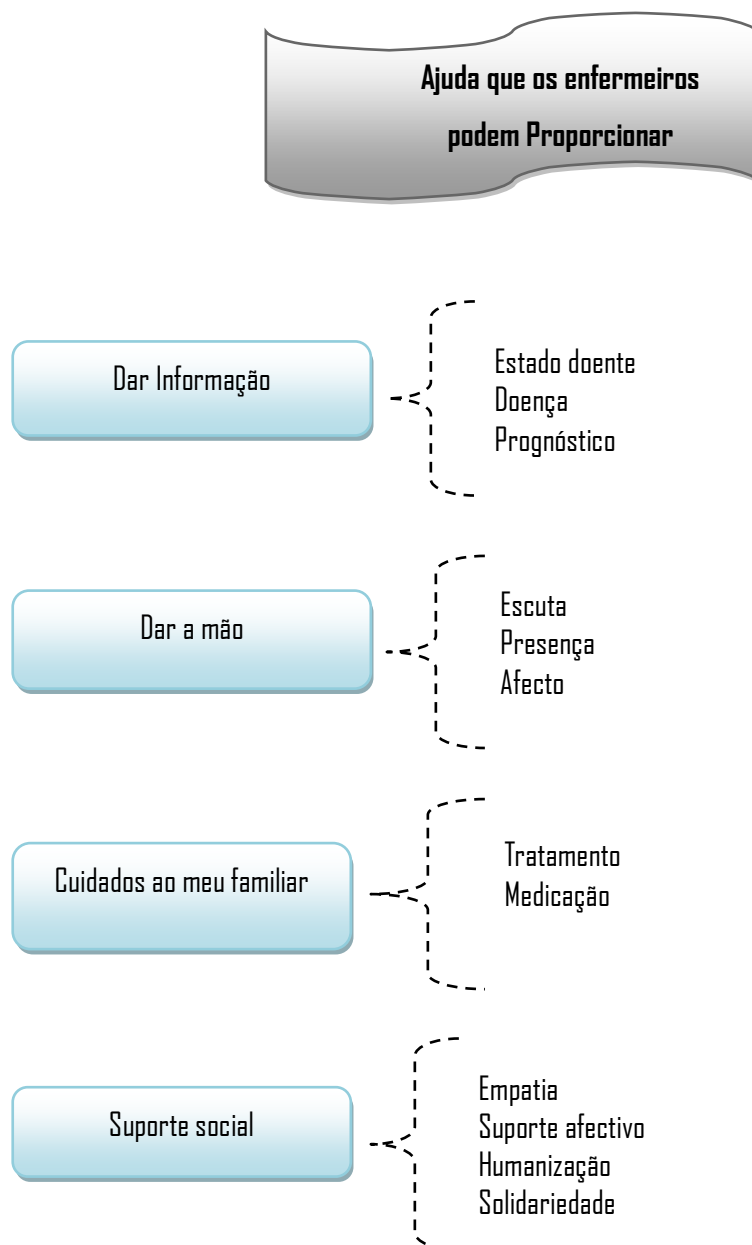 Ajuda que os enfermeiros
podem Proporcionar
Dar Informação
Estado doente
Doença
Prognóstico
Dar a mão
Escuta
Presença
Afecto
Cuidados ao meu familiar
Tratamento
Medicação
Suporte social
Empatia
Suporte afectivo
Humanização
Solidariedade